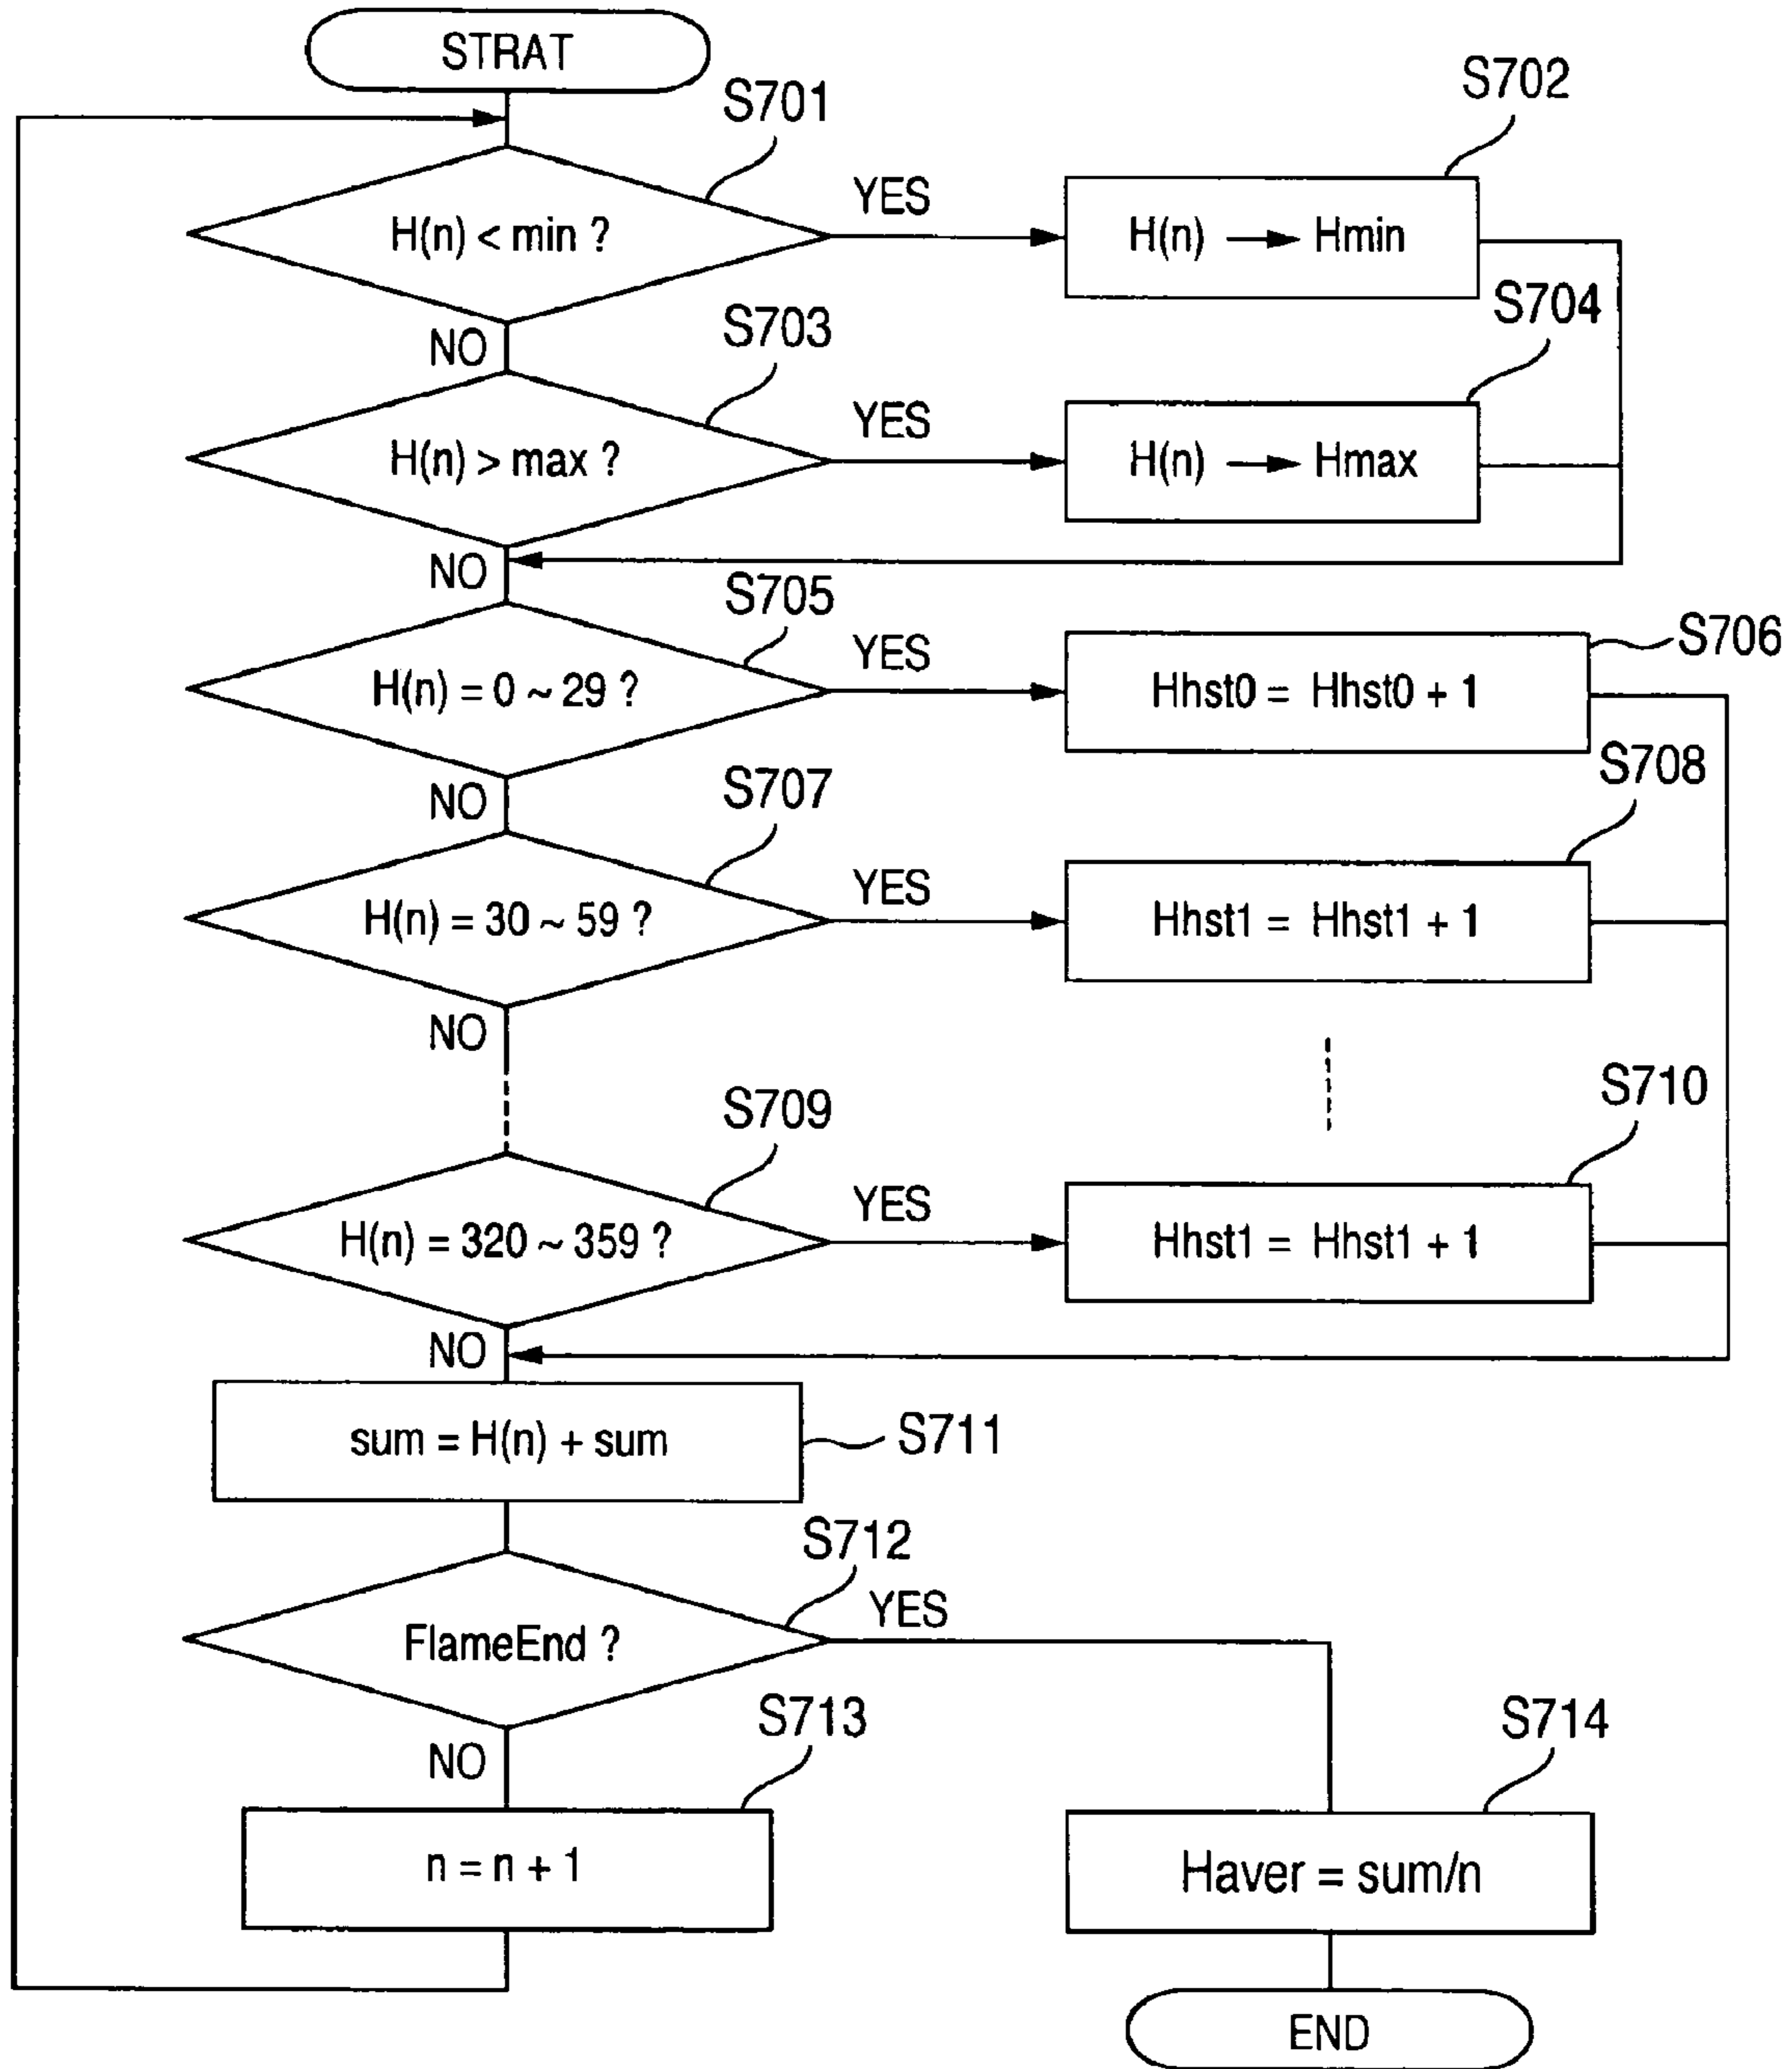 STRAT
S701
H(n) < min ?
YES
S702
H(n) → Hmin
NO
S703
H(n) > max ?
YES
S704
H(n) → Hmax
NO
S705
H(n) = 0 ~ 29 ?
YES
S706
Hhst0 = Hhst0 + 1
NO
S707
H(n) = 30 ~ 59 ?
YES
S708
Hhst1 = Hhst1 + 1
NO
S709
H(n) = 320 ~ 359 ?
YES
S710
Hhst1 = Hhst1 + 1
NO
sum = H(n) + sum
S711
S712
FlameEnd ?
YES
NO
S713
n = n + 1
S714
Haver = sum/n
END